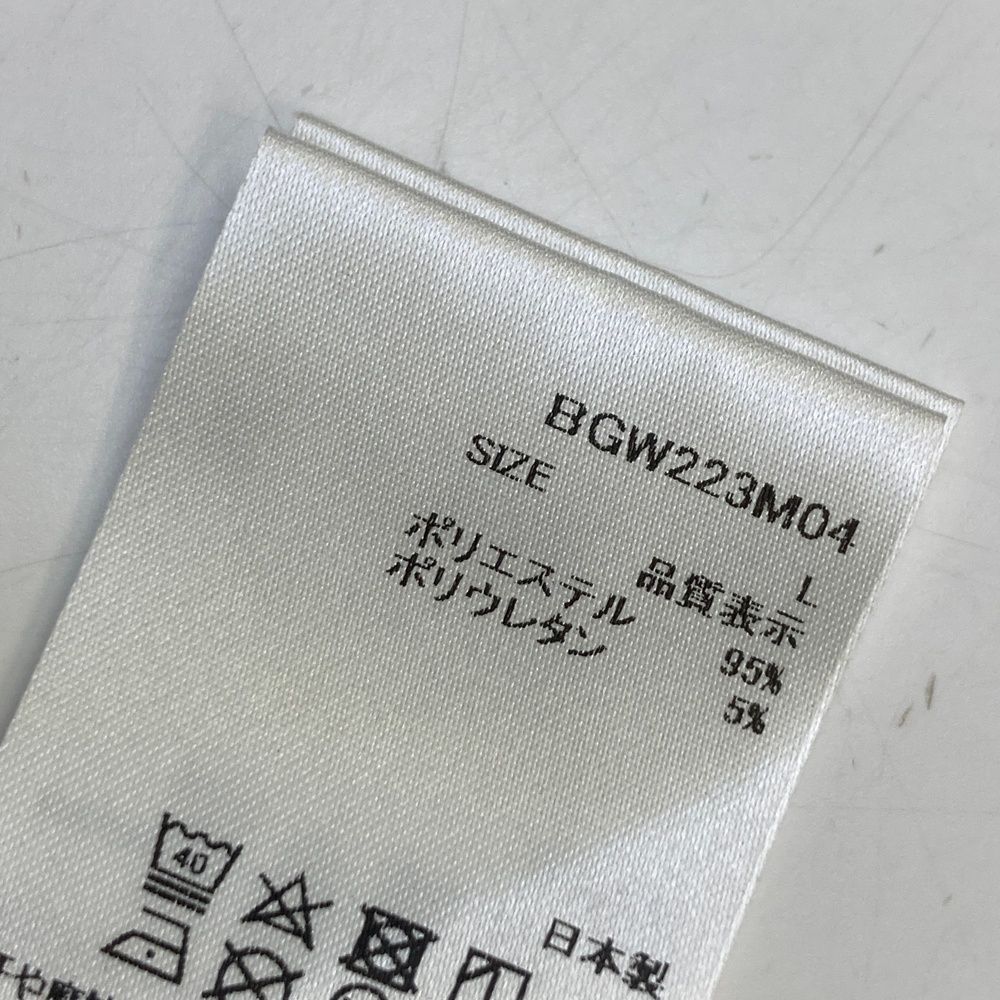 BGW223M04
SIZE L
品質表示
ポリエステル 95%
ポリウレタン 5%
40
日本製